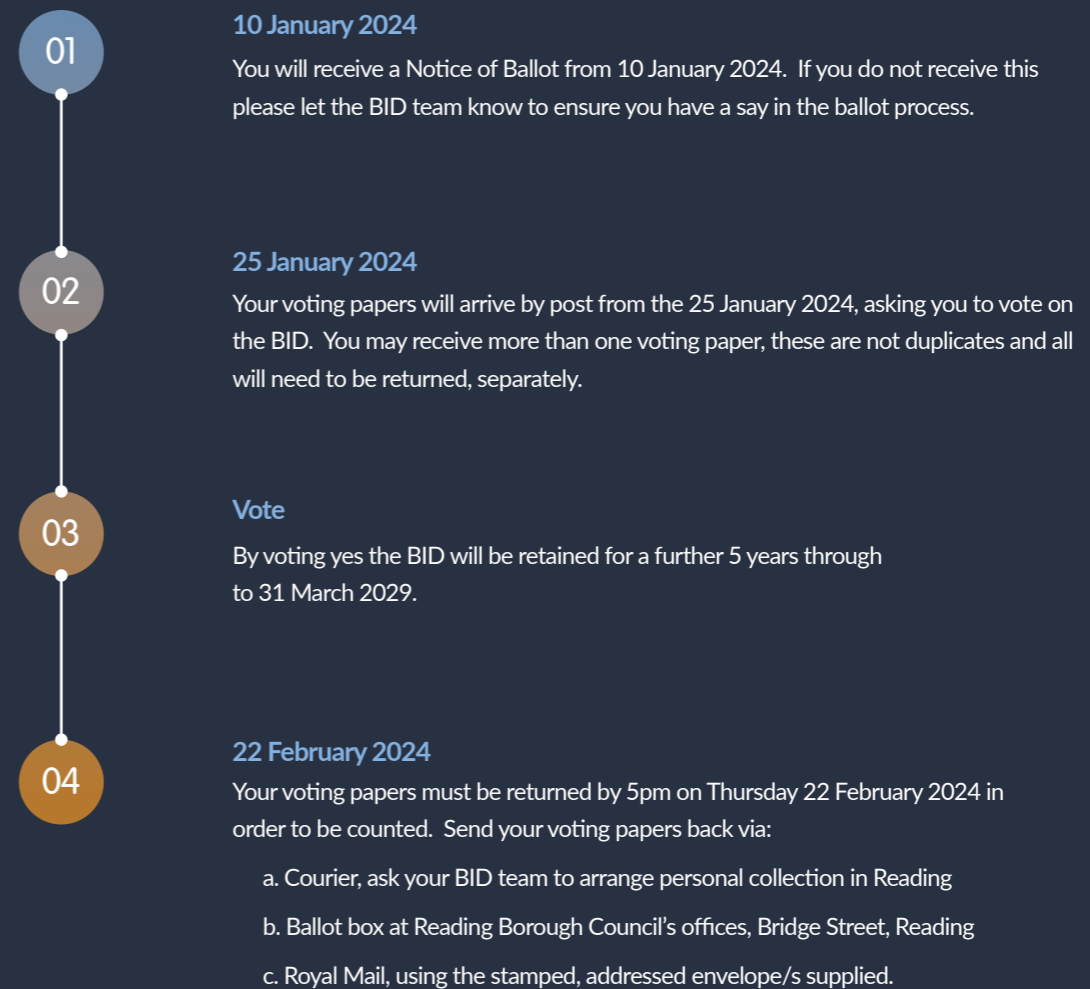 01
10 January 2024
You will receive a Notice of Ballot from 10 January 2024.  If you do not receive this
please let the BID team know to ensure you have a say in the ballot process.
02
25 January 2024
Your voting papers will arrive by post from the 25 January 2024, asking you to vote on
the BID.  You may receive more than one voting paper, these are not duplicates and all
will need to be returned, separately.
03
Vote
By voting yes the BID will be retained for a further 5 years through
to 31 March 2029.
04
22 February 2024
Your voting papers must be returned by 5pm on Thursday 22 February 2024 in
order to be counted.  Send your voting papers back via:
a. Courier, ask your BID team to arrange personal collection in Reading
b. Ballot box at Reading Borough Council’s offices, Bridge Street, Reading
c. Royal Mail, using the stamped, addressed envelope/s supplied.